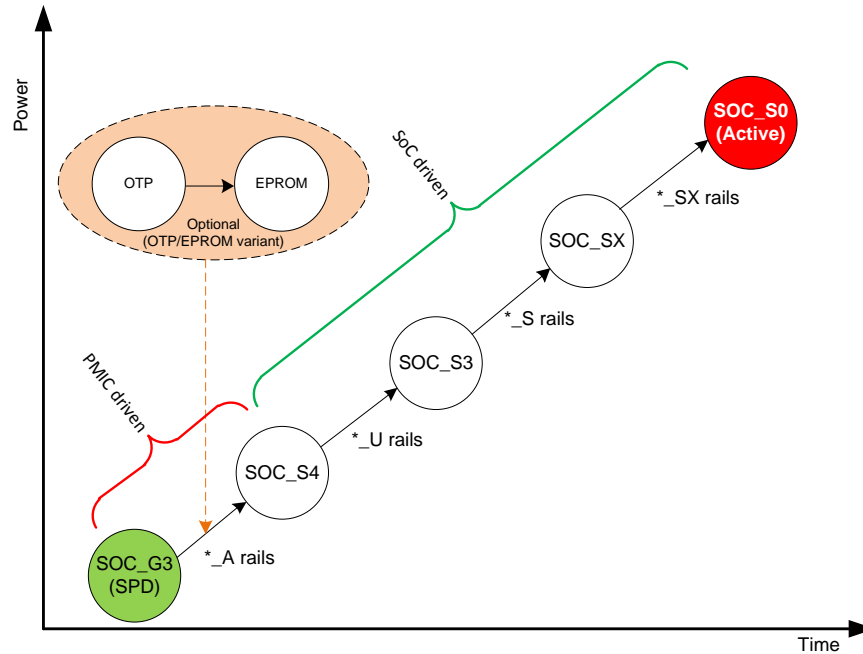 Power
SOC_S0
(Active)
SoC driven
OTP
EPROM
Optional
(OTP/EPROM variant)
*_SX rails
SOC_SX
*_S rails
SOC_S3
PMIC driven
*_U rails
SOC_S4
*_A rails
SOC_G3
(SPD)
Time